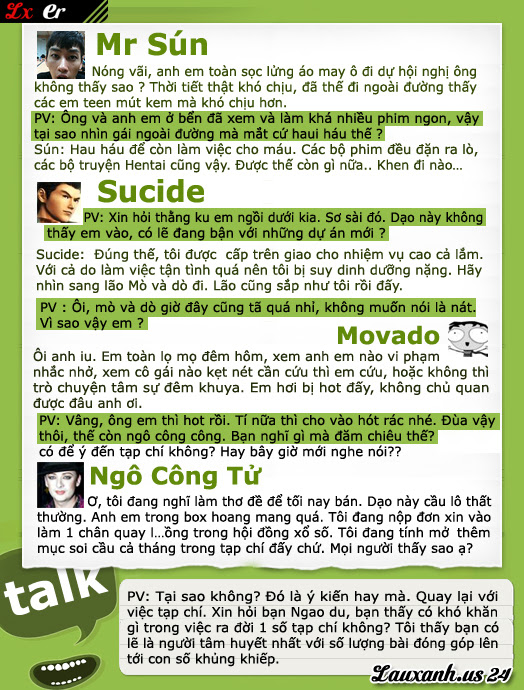 Lx er
Mr Sún
Nóng vãi, anh em toàn sọc lửng áo may ô đi dự hội nghị ông
không thấy sao ? Thời tiết thật khó chịu, đã thế đi ngoài đường thấy
các em teen mút kem mà khó chịu hơn.
PV: Ông và anh em ở bển đã xem và làm khá nhiều phim ngon, vậy
tại sao nhìn gái ngoài đường mà mắt cứ hauí háu thế ?
Sún: Hau háu để còn làm việc cho máu. Các bộ phim đều đặn ra lò,
các bộ truyện Hentai cũng vậy. Được thế còn gì nữa.. Khen đi nào...
Sucide
PV: Xin hỏi thằng ku em ngồi dưới kia. Sơ sài đó. Dạo này không
thấy em vào, có lẽ đang bận với những dự án mới ?
Sucide: Đúng thế, tôi được cấp trên giao cho nhiệm vụ cao cả lắm.
Với cả do làm việc tận tình quá nên tôi bị suy dinh dưỡng nặng. Hãy
nhìn sang lão Mò và dò đi. Lão cũng sắp như tôi rồi đấy.
PV : Ôi, mò và dò giờ đây cũng tã quá nhỉ, không muốn nói là nát.
Vì sao vậy em ?
Movado
Ôi anh iu. Em toàn lọ mọ đêm hôm, xem anh em nào vi phạm
nhắc nhở, xem cô gái nào kẹt nét cần cứu thì em cứu, hoặc không thì
trò chuyện tâm sự đêm khuya. Em hơi bị hot đấy, không chủ quan
được đâu anh ơi.
PV: Vâng, ông em thì hot rồi. Tí nữa thì cho vào hót rác nhé. Đùa vậy
thôi, thế còn ngô công công. Bạn nghĩ gì mà đăm chiêu thế?
có để ý đến tạp chí không? Hay bây giờ mới nghe nói??
Ngô Công Tử
Ơ, tôi đang nghĩ làm thơ đề để tối nay bán. Dạo này cầu lô thất
thường. Anh em trong box hoang mang quá. Tôi đang nộp đơn xin vào
làm 1 chân quay l...ồng trong hội đồng xổ số. Tôi đang tính mở thêm
mục soi cầu cả tháng trong tạp chí đấy chứ. Mọi người thấy sao ạ?
talk
PV: Tại sao không? Đó là ý kiến hay mà. Quay lại với
việc tạp chí. Xin hỏi bạn Ngao du, bạn thấy có khó khăn
gì trong việc ra đời 1 số tạp chí không? Tôi thấy bạn có
lẽ là người tâm huyết nhất với số lượng bài đóng góp lên
tới con số khủng khiếp.
Lauxanh.us 24